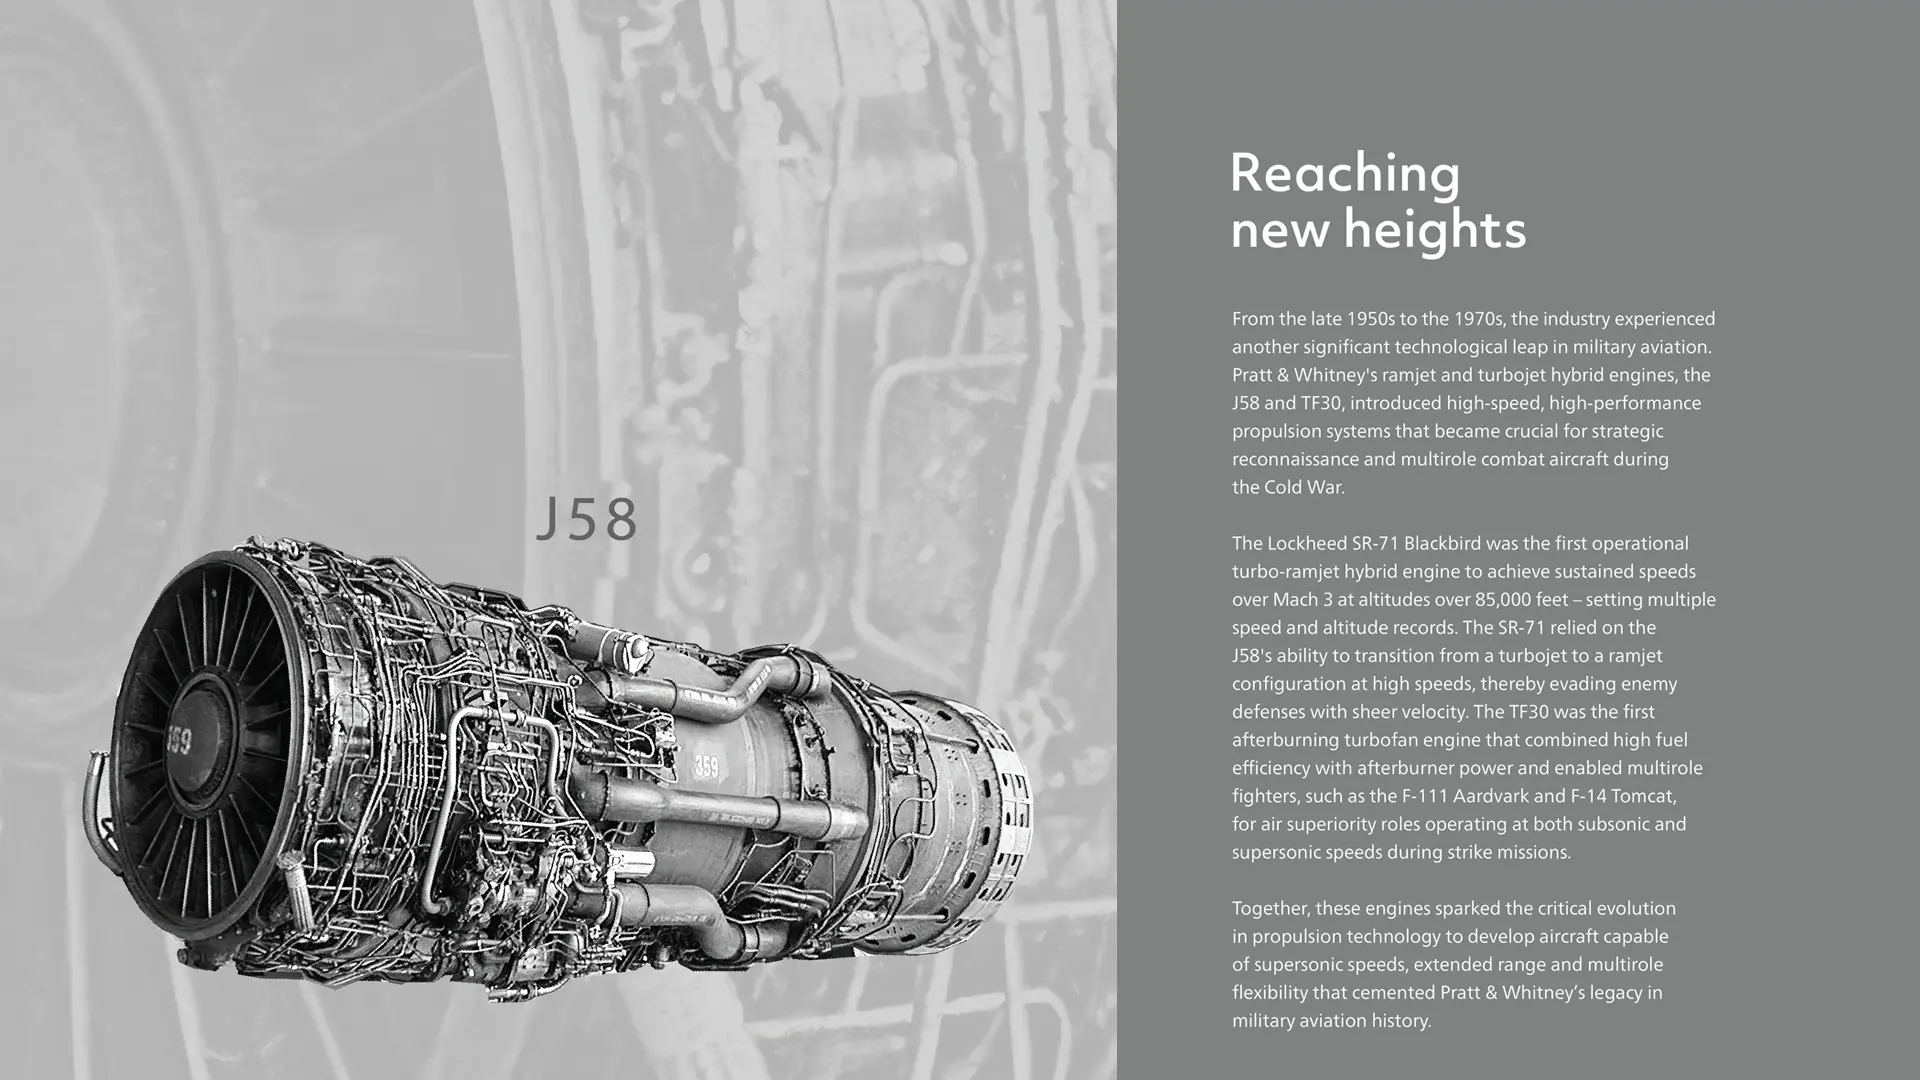 Reaching
new heights
From the late 1950s to the 1970s, the industry experienced
another significant technological leap in military aviation.
Pratt & Whitney's ramjet and turbojet hybrid engines, the
J58 and TF30, introduced high-speed, high-performance
propulsion systems that became crucial for strategic
reconnaissance and multirole combat aircraft during
the Cold War.
The Lockheed SR-71 Blackbird was the first operational
turbo-ramjet hybrid engine to achieve sustained speeds
over Mach 3 at altitudes over 85,000 feet – setting multiple
speed and altitude records. The SR-71 relied on the
J58's ability to transition from a turbojet to a ramjet
configuration at high speeds, thereby evading enemy
defenses with sheer velocity. The TF30 was the first
afterburning turbofan engine that combined high fuel
efficiency with afterburner power and enabled multirole
fighters, such as the F-111 Aardvark and F-14 Tomcat,
for air superiority roles operating at both subsonic and
supersonic speeds during strike missions.
Together, these engines sparked the critical evolution
in propulsion technology to develop aircraft capable
of supersonic speeds, extended range and multirole
flexibility that cemented Pratt & Whitney’s legacy in
military aviation history.
J58
359